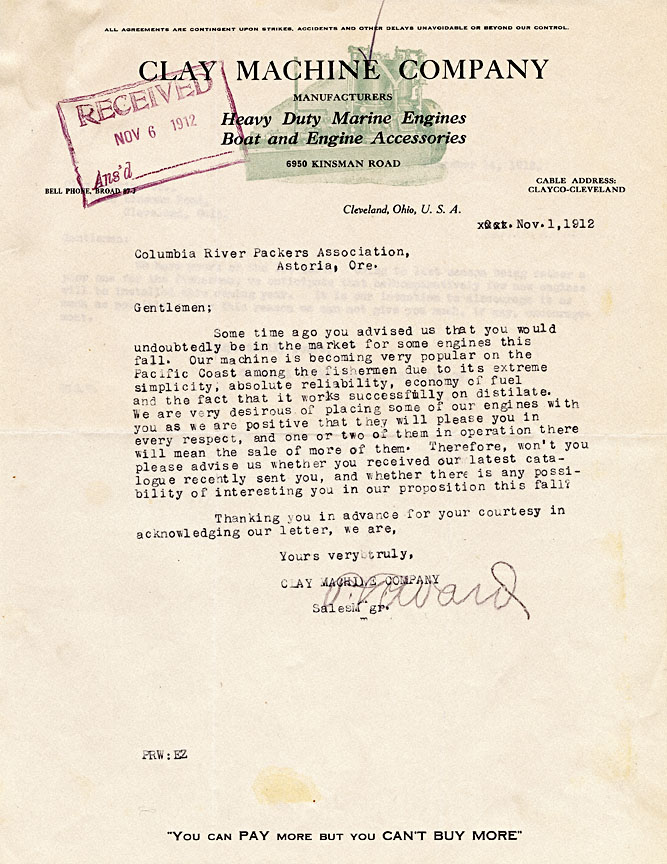 ALL AGREEMENTS ARE CONTINGENT UPON STRIKES, ACCIDENTS AND OTHER DELAYS UNAVOIDABLE OR BEYOND OUR CONTROL.
CLAY MACHINE COMPANY
MANUFACTURERS
Heavy Duty Marine Engines
Boat and Engine Accessories
6950 KINSMAN ROAD
RECEIVED
NOV 6 1912
Ans'd
BELL PHONE, BROAD
CABLE ADDRESS:
CLAYCO-CLEVELAND
Cleveland, Ohio, U. S. A.
Nov. 1, 1912
Columbia River Packers Association,
Astoria, Ore.
Gentlemen;
Some time ago you advised us that you would
undoubtedly be in the market for some engines this
fall. Our machine is becoming very popular on the
Pacific Coast among the fishermen due to its extreme
simplicity, absolute reliability, economy of fuel
and the fact that it works successfully on distilate.
We are very desirous of placing some of our engines with
you as we are positive that they will please you in
every respect, and one or two of them in operation there
will mean the sale of more of them. Therefore, won't you
please advise us whether you received our latest cata-
logue recently sent you, and whether there is any possi-
bility of interesting you in our proposition this fall?
Thanking you in advance for your courtesy in
acknowledging our letter, we are,
Yours very truly,
CLAY MACHINE COMPANY
SalesM'gr.
PRW:EZ
"YOU CAN PAY MORE BUT YOU CAN'T BUY MORE"